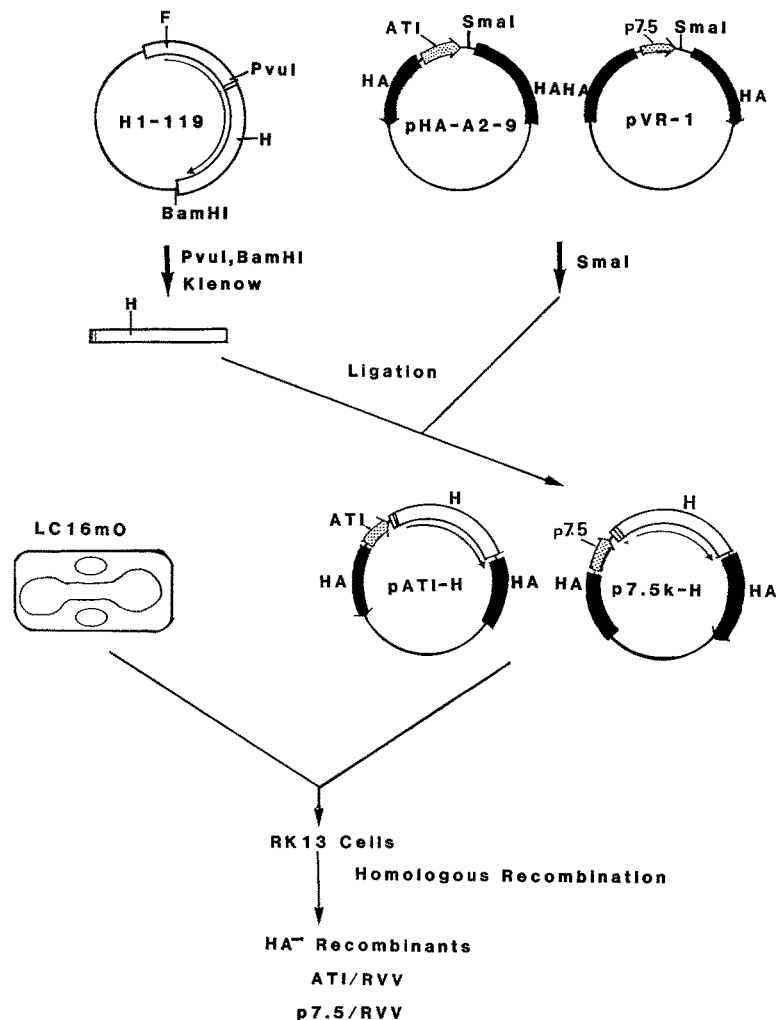 F
PvuI
H1-119
H
BamHI
ATI
SmaI
HA
HA
pHA-A2-9
p7.5
SmaI
HA
HA
pVR-1
PvuI,BamHI
Klenow
SmaI
H
Ligation
LC16mO
H
ATI
HA
HA
pATI-H
H
p7.5
HA
HA
p7.5k-H
RK13 Cells
Homologous Recombination
HA⁻ Recombinants
ATI/RVV
p7.5/RVV